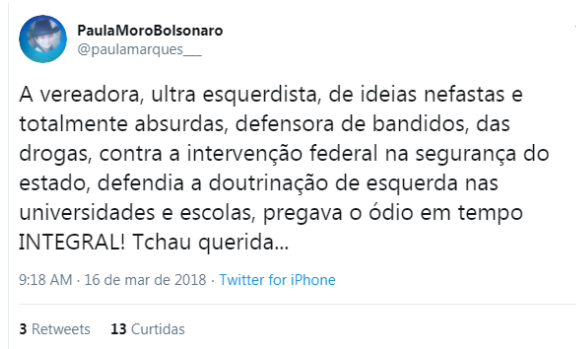 PaulaMoroBolsonaro
@paulamarques___
A vereadora, ultra esquerdista, de ideias nefastas e
totalmente absurdas, defensora de bandidos, das
drogas, contra a intervenção federal na segurança do
estado, defendia a doutrinação de esquerda nas
universidades e escolas, pregava o ódio em tempo
INTEGRAL! Tchau querida...
9:18 AM · 16 de mar de 2018 · Twitter for iPhone
3 Retweets 13 Curtidas